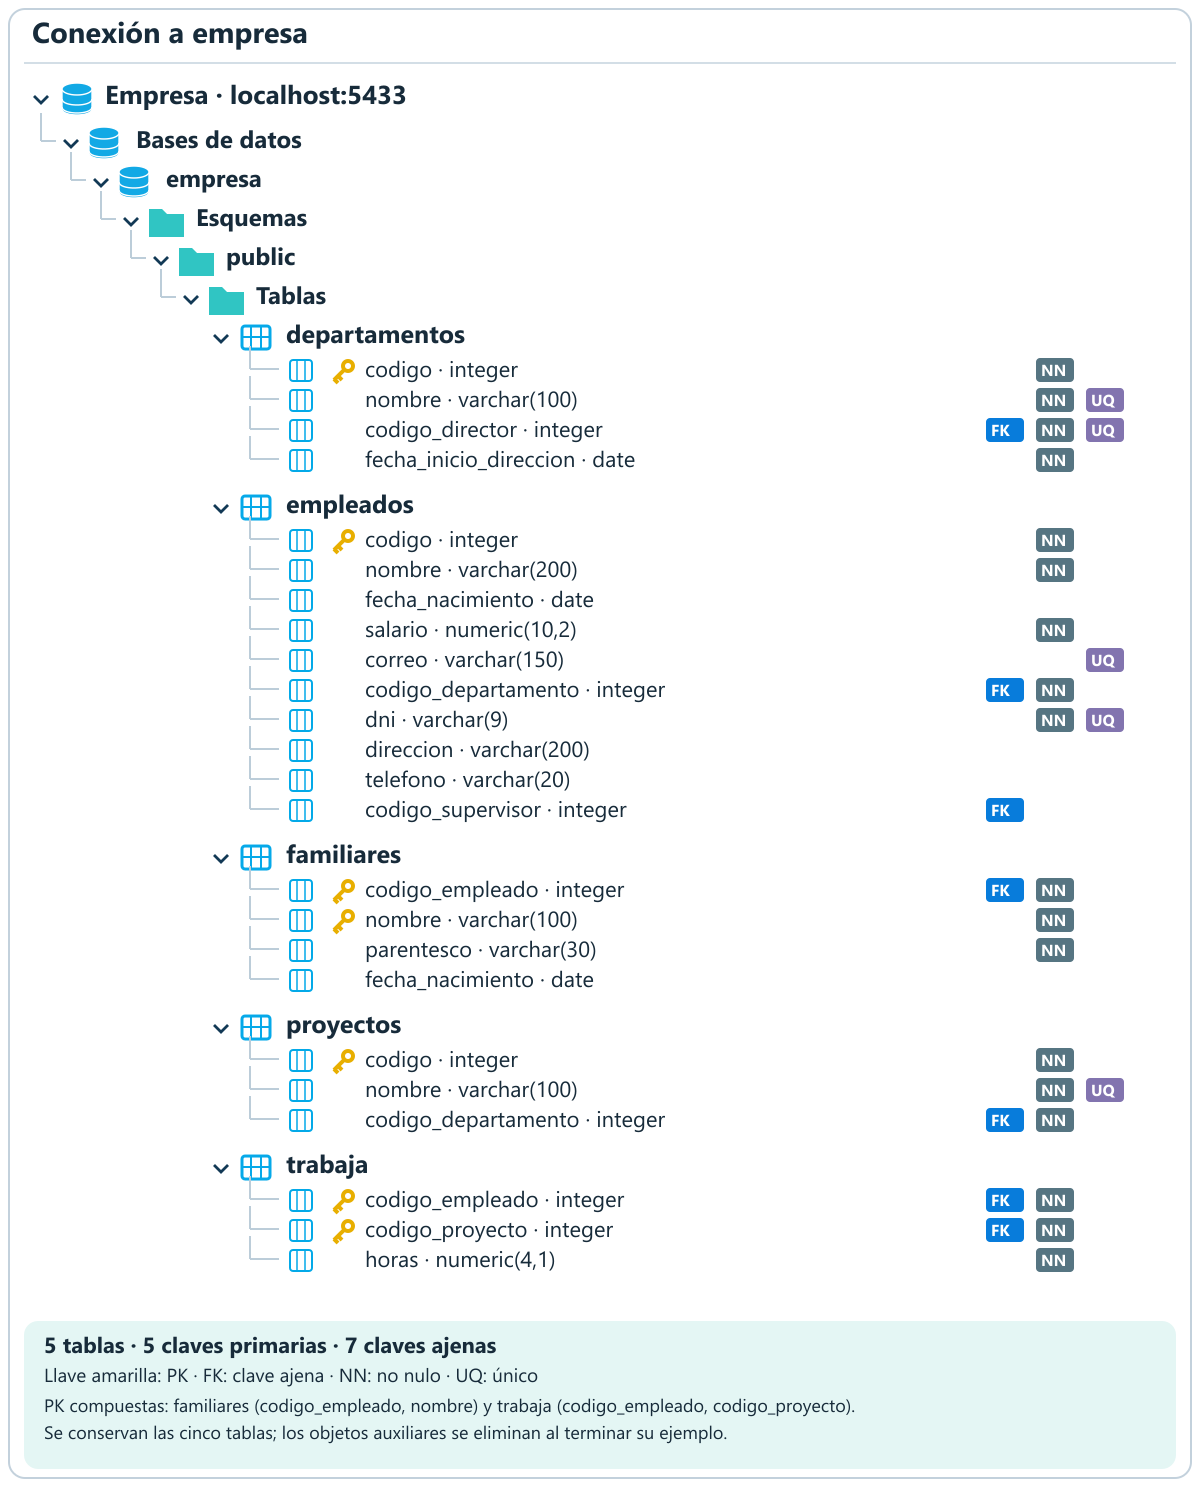 Conexión a empresa
Empresa · localhost:5433
Bases de datos
empresa
Esquemas
public
Tablas
departamentos
codigo · integer NN
nombre · varchar(100) NN UQ
codigo_director · integer FK NN UQ
fecha_inicio_direccion · date NN
empleados
codigo · integer NN
nombre · varchar(200) NN
fecha_nacimiento · date
salario · numeric(10,2) NN
correo · varchar(150) UQ
codigo_departamento · integer FK NN
dni · varchar(9) NN UQ
direccion · varchar(200)
telefono · varchar(20)
codigo_supervisor · integer FK
familiares
codigo_empleado · integer FK NN
nombre · varchar(100) NN
parentesco · varchar(30) NN
fecha_nacimiento · date
proyectos
codigo · integer NN
nombre · varchar(100) NN UQ
codigo_departamento · integer FK NN
trabaja
codigo_empleado · integer FK NN
codigo_proyecto · integer FK NN
horas · numeric(4,1) NN
5 tablas · 5 claves primarias · 7 claves ajenas
Llave amarilla: PK · FK: clave ajena · NN: no nulo · UQ: único
PK compuestas: familiares (codigo_empleado, nombre) y trabaja (codigo_empleado, codigo_proyecto).
Se conservan las cinco tablas; los objetos auxiliares se eliminan al terminar su ejemplo.